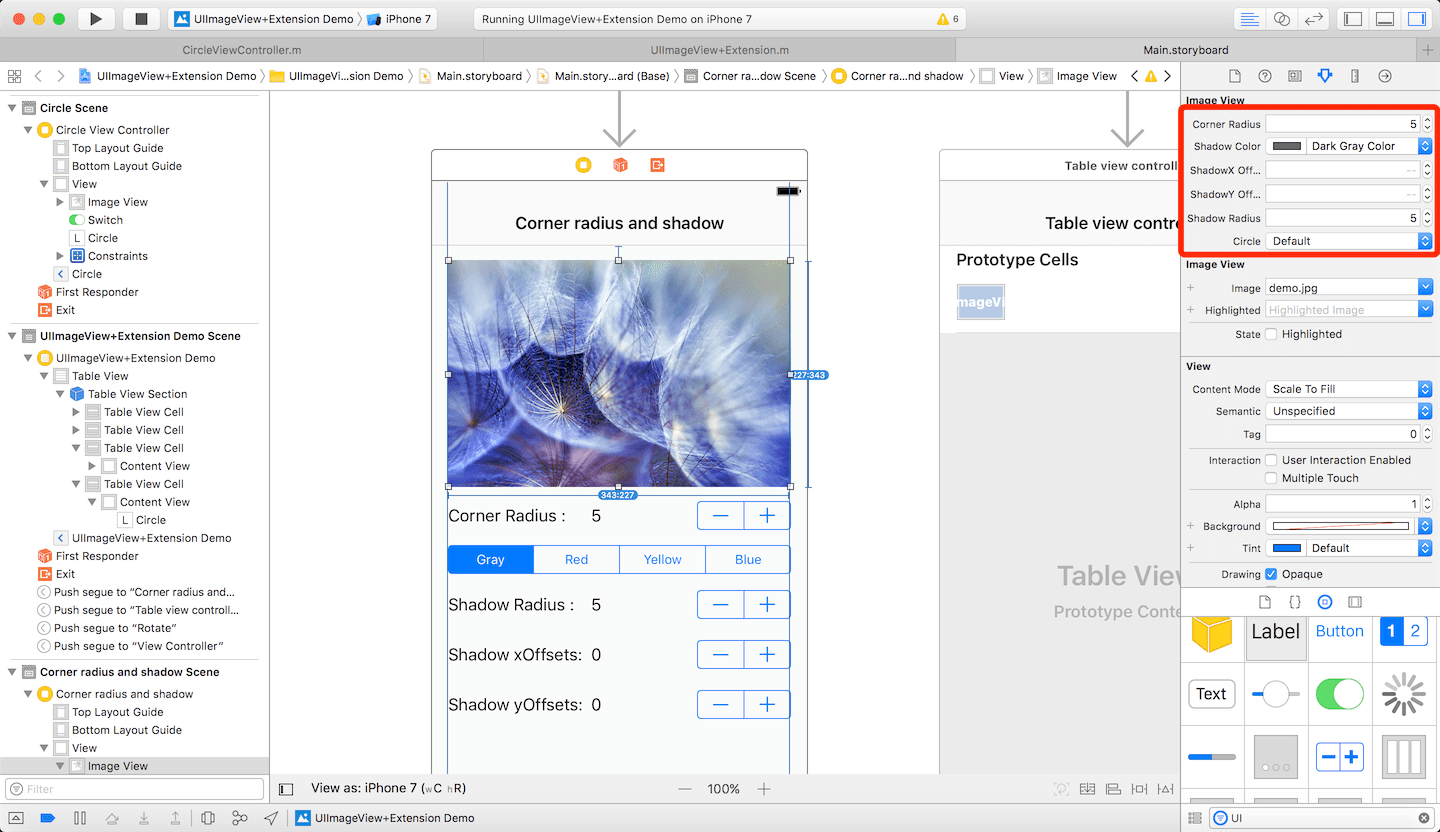 UIImageView+Extension Demo 〉 iPhone 7
Running UIImageView+Extension Demo on iPhone 7
6
CircleViewController.m
UIImageView+Extension.m
Main.storyboard
UIImageView+Extension Demo 〉 UIImageVi...sion Demo 〉 Main.storyboard 〉 Main.story...d (Base) 〉 Corner ra...dow Scene 〉 Corner ra...nd shadow 〉 View 〉 Image View
Circle Scene
Circle View Controller
Top Layout Guide
Bottom Layout Guide
View
Image View
Switch
L Circle
Constraints
Circle
First Responder
Exit
UIImageView+Extension Demo Scene
UIImageView+Extension Demo
Table View
Table View Section
Table View Cell
Table View Cell
Table View Cell
Content View
Table View Cell
Content View
L Circle
UIImageView+Extension Demo
First Responder
Exit
Push segue to “Corner radius and...
Push segue to “Table view controll...
Push segue to “Rotate”
Push segue to “View Controller”
Corner radius and shadow Scene
Corner radius and shadow
Top Layout Guide
Bottom Layout Guide
View
Image View
Filter
Corner radius and shadow
227:343
343:227
Corner Radius : 5
Gray Red Yellow Blue
Shadow Radius : 5
Shadow xOffsets: 0
Shadow yOffsets: 0
View as: iPhone 7 (wC hR)
100%
UIImageView+Extension Demo
Table view controll
Table view contro
Prototype Cells
mageVi
Table View
Prototype Conte
Image View
Corner Radius 5
Shadow Color Dark Gray Color
ShadowX Off... --
ShadowY Off... --
Shadow Radius 5
Circle Default
Image View
+ Image demo.jpg
+ Highlighted Highlighted Image
State Highlighted
View
Content Mode Scale To Fill
Semantic Unspecified
Tag 0
Interaction User Interaction Enabled
Multiple Touch
Alpha 1
+ Background
+ Tint Default
Drawing Opaque
Label Button 1 2
Text
UI